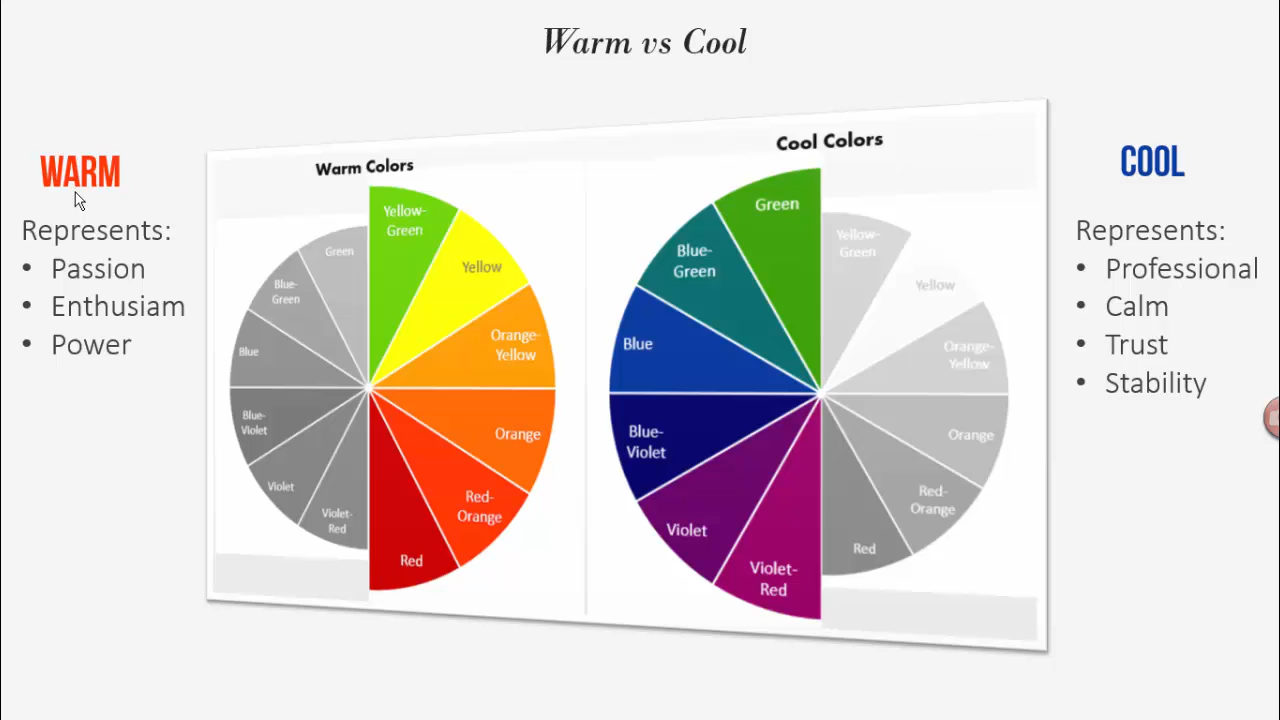 Warm vs Cool
WARM
Represents:
• Passion
• Enthusiam
• Power
Warm Colors
Yellow-
Green
Yellow
Orange-
Yellow
Orange
Red-
Orange
Red
Violet-
Red
Violet
Blue-
Violet
Blue
Blue-
Green
Green
Cool Colors
Green
Yellow-
Green
Yellow
Orange-
Yellow
Orange
Red-
Orange
Red
Violet-
Red
Violet
Blue-
Violet
Blue
Blue-
Green
COOL
Represents:
• Professional
• Calm
• Trust
• Stability